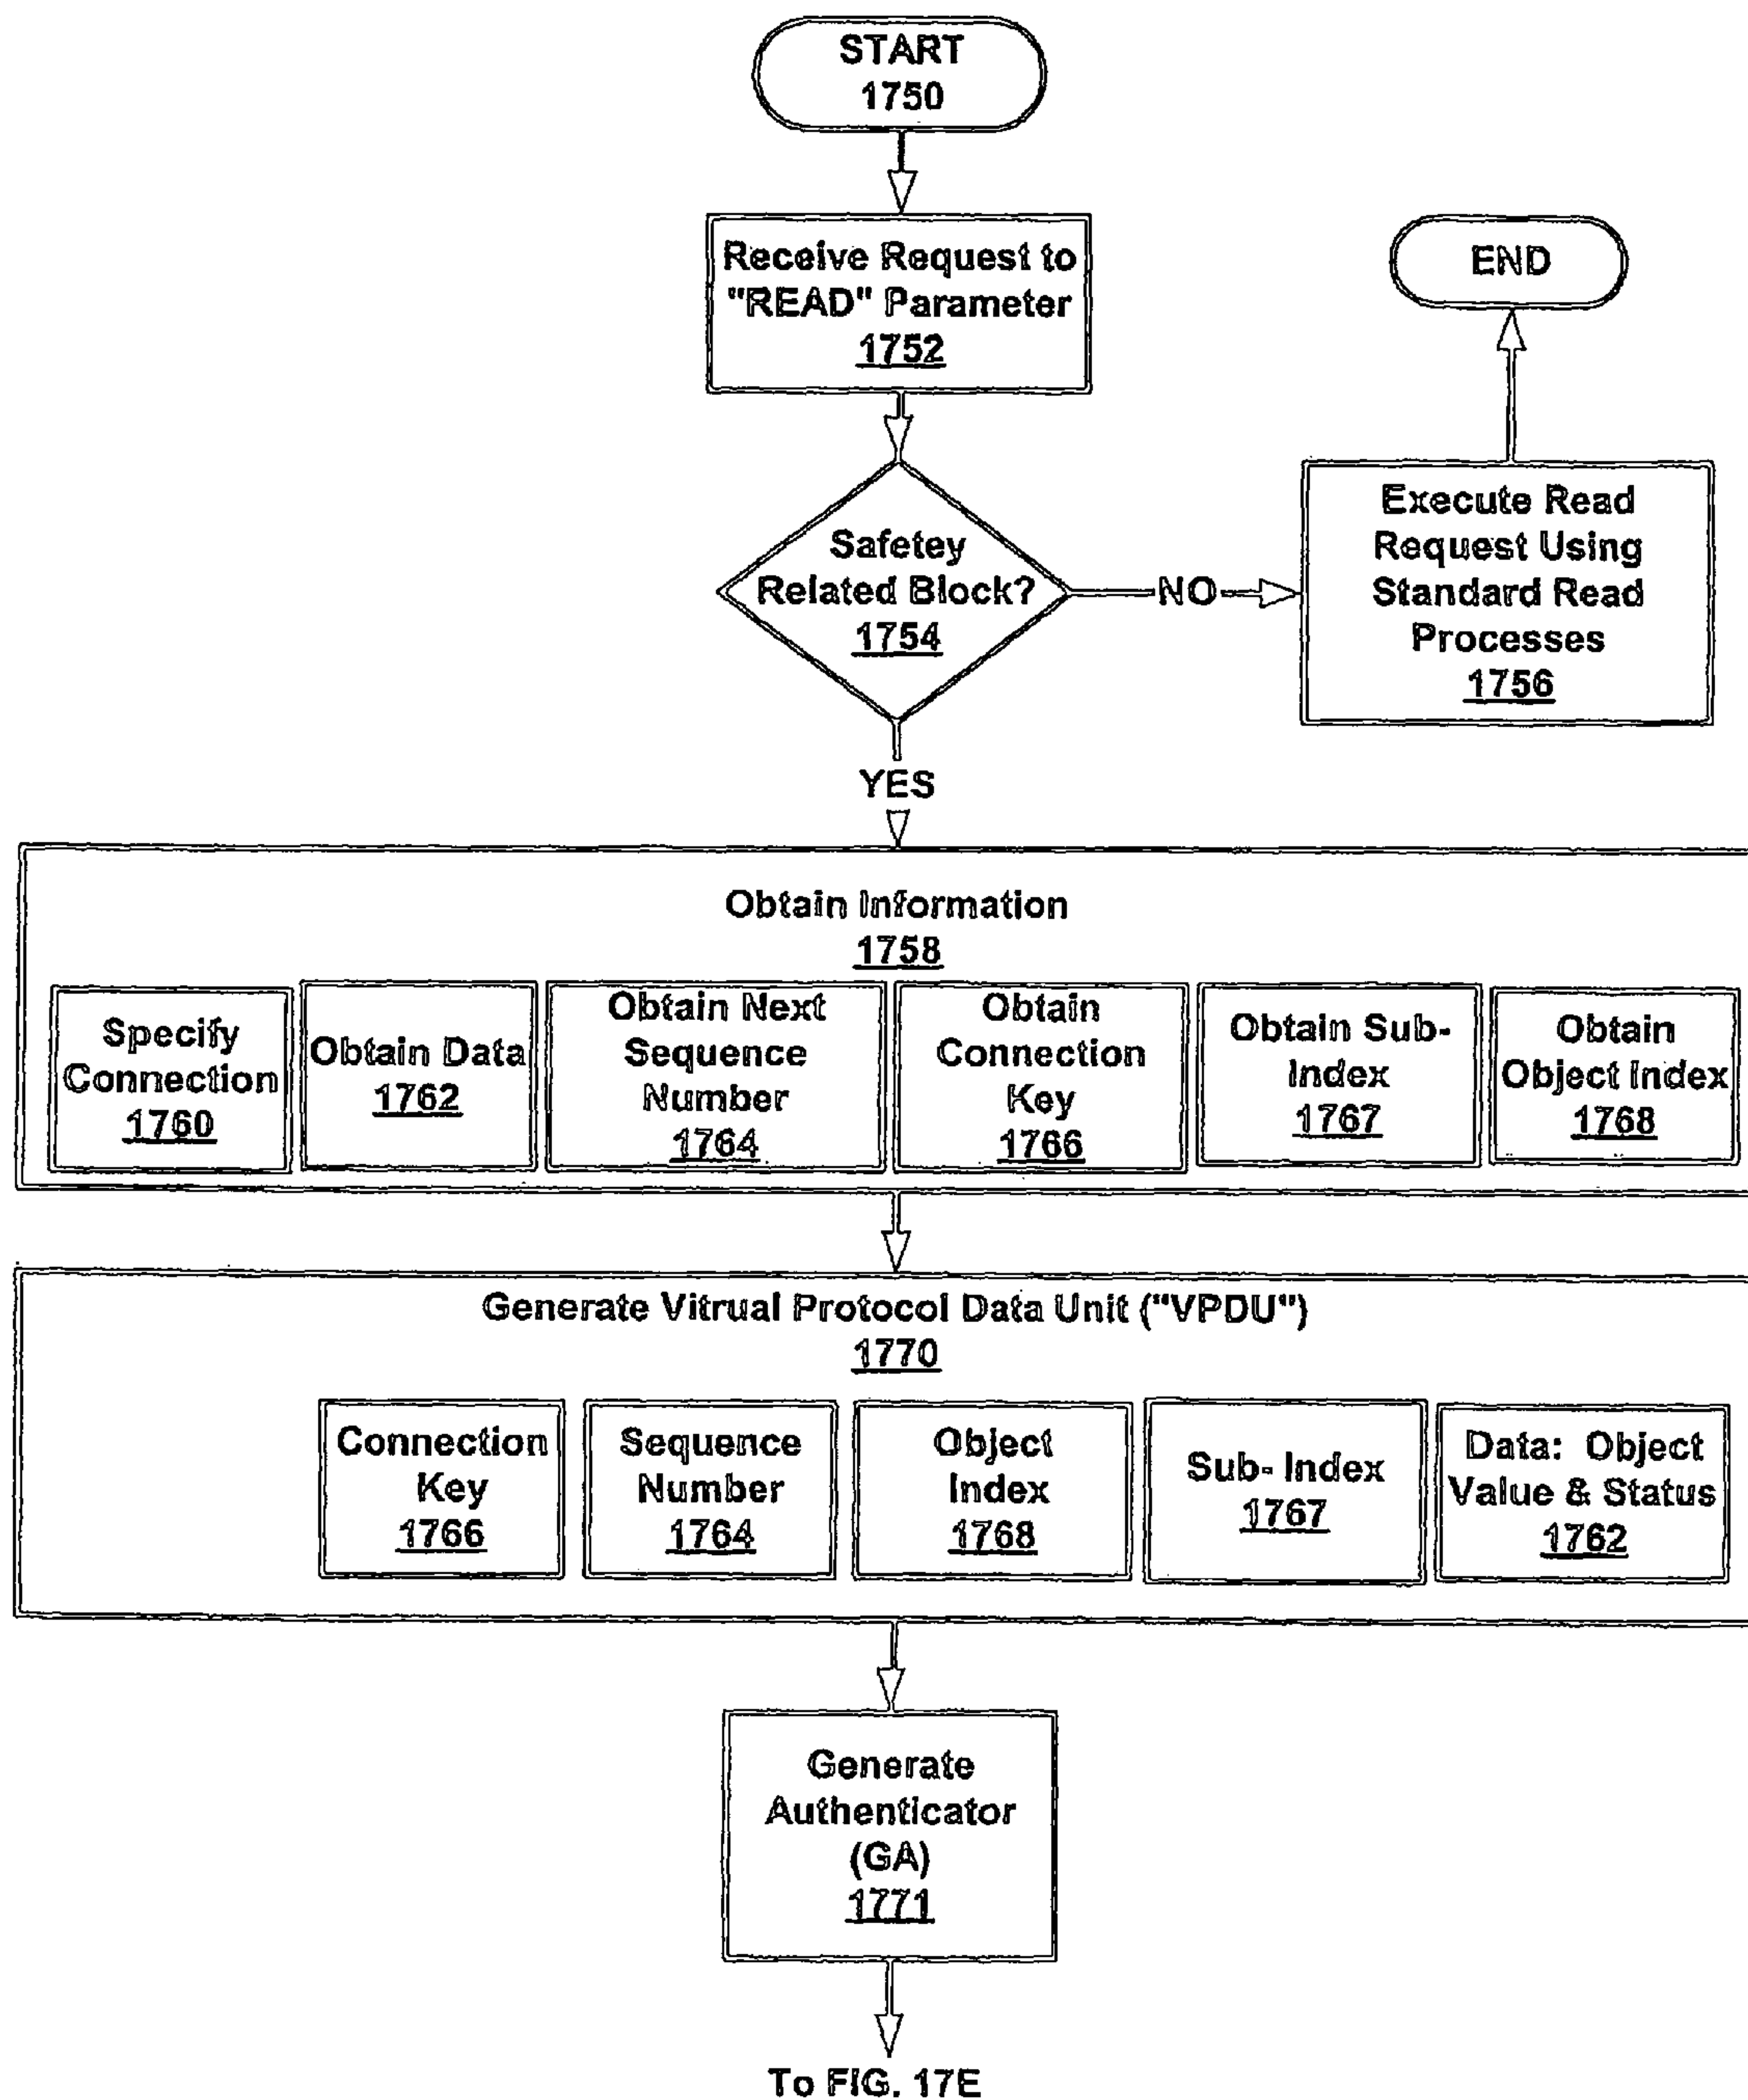 START
1750
Receive Request to
"READ" Parameter
1752
END
Safetey
Related Block?
1754
NO
Execute Read
Request Using
Standard Read
Processes
1756
YES
Obtain Information
1758
Specify
Connection
1760
Obtain Data
1762
Obtain Next
Sequence
Number
1764
Obtain
Connection
Key
1766
Obtain Sub-
Index
1767
Obtain
Object Index
1768
Generate Vitrual Protocol Data Unit ("VPDU")
1770
Connection
Key
1766
Sequence
Number
1764
Object
Index
1768
Sub- Index
1767
Data: Object
Value & Status
1762
Generate
Authenticator
(GA)
1771
To FIG. 17E